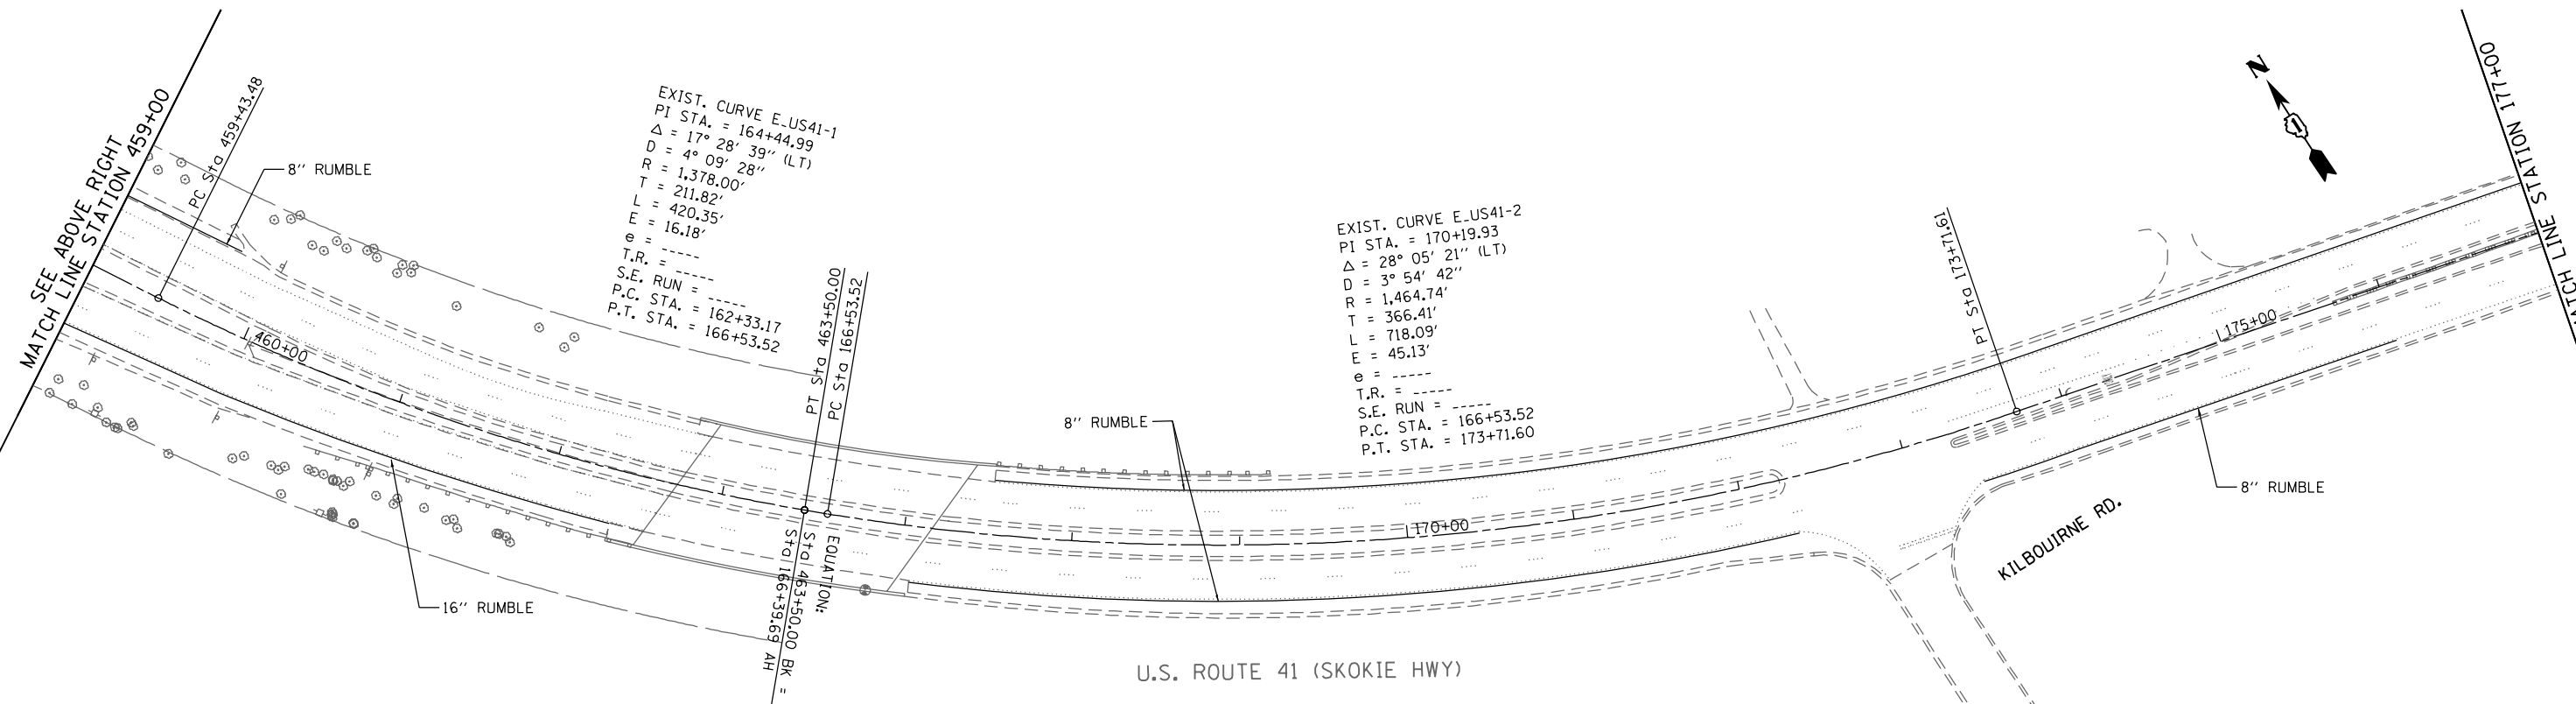 SEE ABOVE RIGHT
MATCH LINE STATION 459+00
PC Sta 459+43.48
8'' RUMBLE
460+00
16'' RUMBLE
EXIST. CURVE E_US41-1
PI STA. = 164+44.99
Δ = 17° 28' 39'' (LT)
D = 4° 09' 28''
R = 1,378.00'
T = 211.82'
L = 420.35'
E = 16.18'
e = -----
T.R. = -----
S.E. RUN = -----
P.C. STA. = 162+33.17
P.T. STA. = 166+53.52
PT Sta 463+50.00
PC Sta 166+53.52
EQUATION:
Sta 463+50.00 BK =
Sta 166+39.69 AH
8'' RUMBLE
EXIST. CURVE E_US41-2
PI STA. = 170+19.93
Δ = 28° 05' 21'' (LT)
D = 3° 54' 42''
R = 1,464.74'
T = 366.41'
L = 718.09'
E = 45.13'
e = -----
T.R. = -----
S.E. RUN = -----
P.C. STA. = 166+53.52
P.T. STA. = 173+71.60
170+00
U.S. ROUTE 41 (SKOKIE HWY)
PT Sta 173+71.61
175+00
8'' RUMBLE
KILBOUIRNE RD.
N
MATCH LINE STATION 177+00